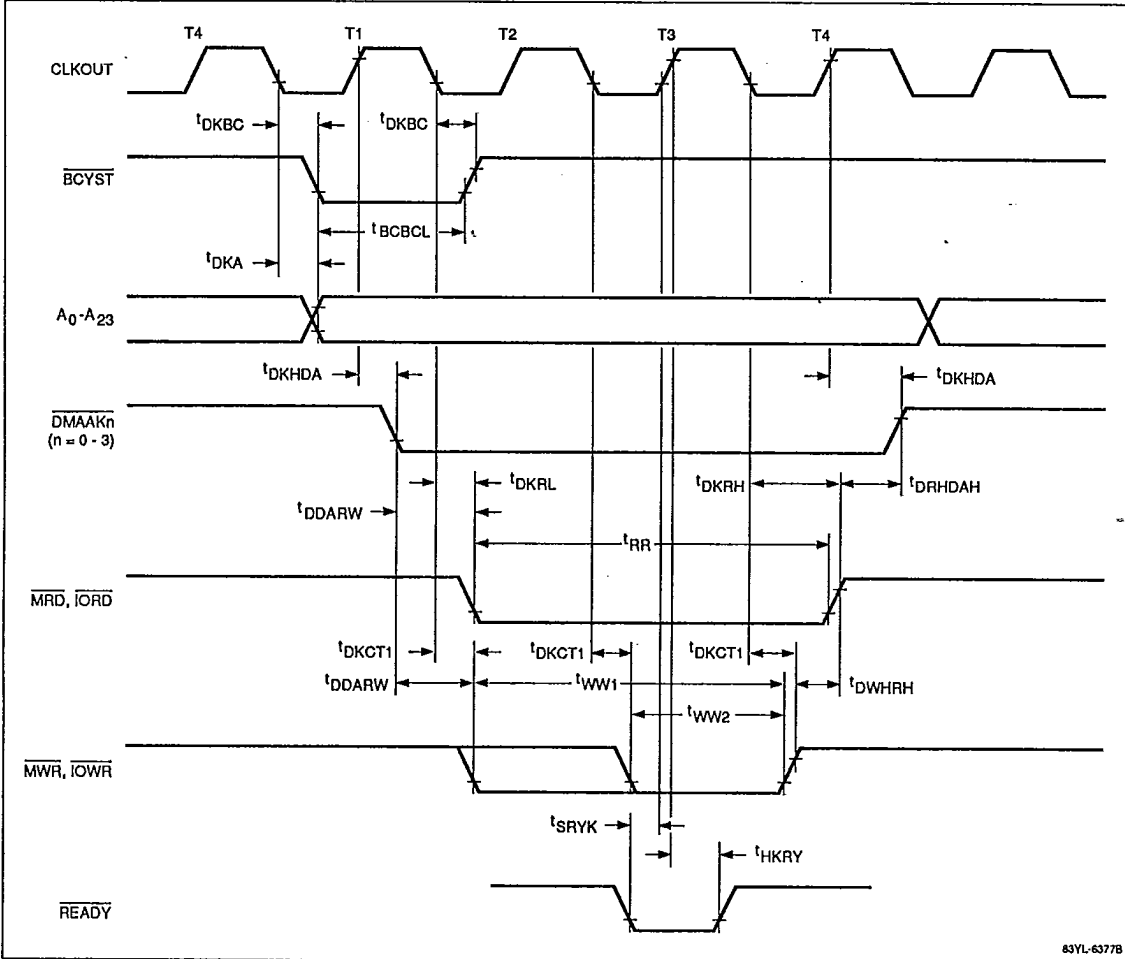 T4 T1 T2 T3 T4
CLKOUT
tDKBC tDKBC
BCYST
tBCBCL
tDKA
A0-A23
tDKHDA tDKHDA
DMAAKn
(n = 0 - 3)
tDKRL tDKRH tDRHDAH
tDDARW
tRR
MRD, IORD
tDKCT1 tDKCT1 tDKCT1
tDDARW tWW1 tDWHRH
tWW2
MWR, IOWR
tSRYK
tHKRY
READY
83YL-6377B